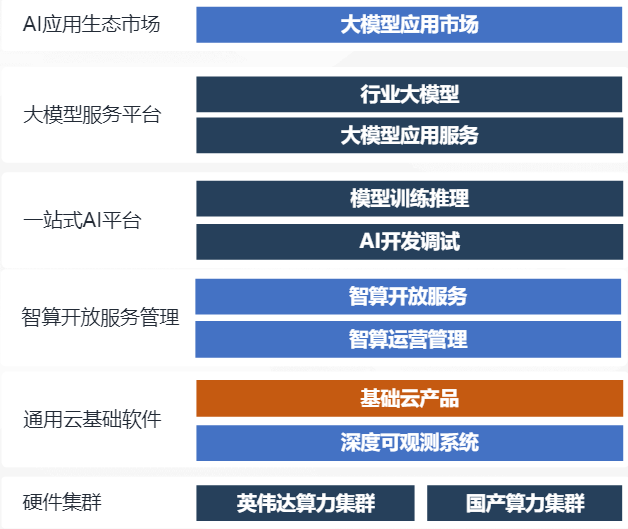 AI应用生态市场
大模型应用市场
大模型服务平台
行业大模型
大模型应用服务
一站式AI平台
模型训练推理
AI开发调试
智算开放服务管理
智算开放服务
智算运营管理
通用云基础软件
基础云产品
深度可观测系统
硬件集群
英伟达算力集群
国产算力集群